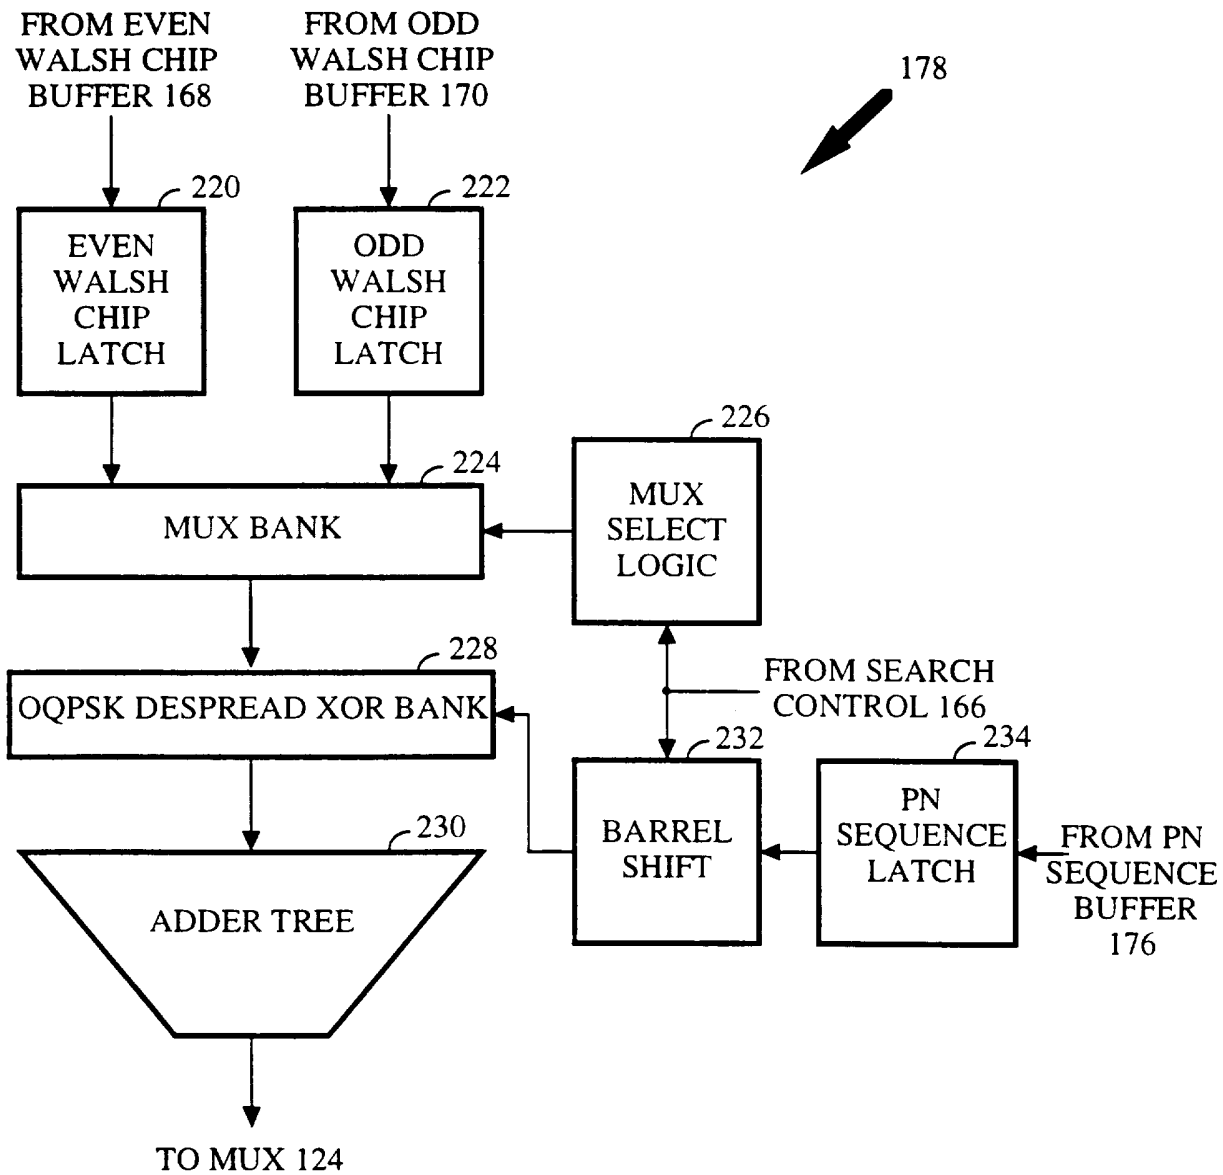 FROM EVEN
WALSH CHIP
BUFFER 168
FROM ODD
WALSH CHIP
BUFFER 170
178
220
EVEN
WALSH
CHIP
LATCH
222
ODD
WALSH
CHIP
LATCH
224
MUX BANK
226
MUX
SELECT
LOGIC
228
OQPSK DESPREAD XOR BANK
FROM SEARCH
CONTROL 166
232
BARREL
SHIFT
234
PN
SEQUENCE
LATCH
FROM PN
SEQUENCE
BUFFER
176
230
ADDER TREE
TO MUX 124